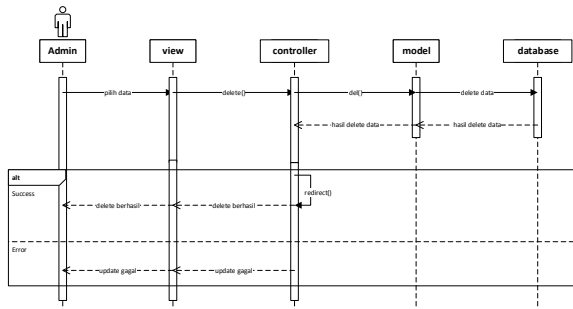 Admin
view
controller
model
database
pilih data
delete()
del()
delete data
hasil delete data
hasil delete data
alt
Success
redirect()
delete berhasil
delete berhasil
Error
update gagal
update gagal